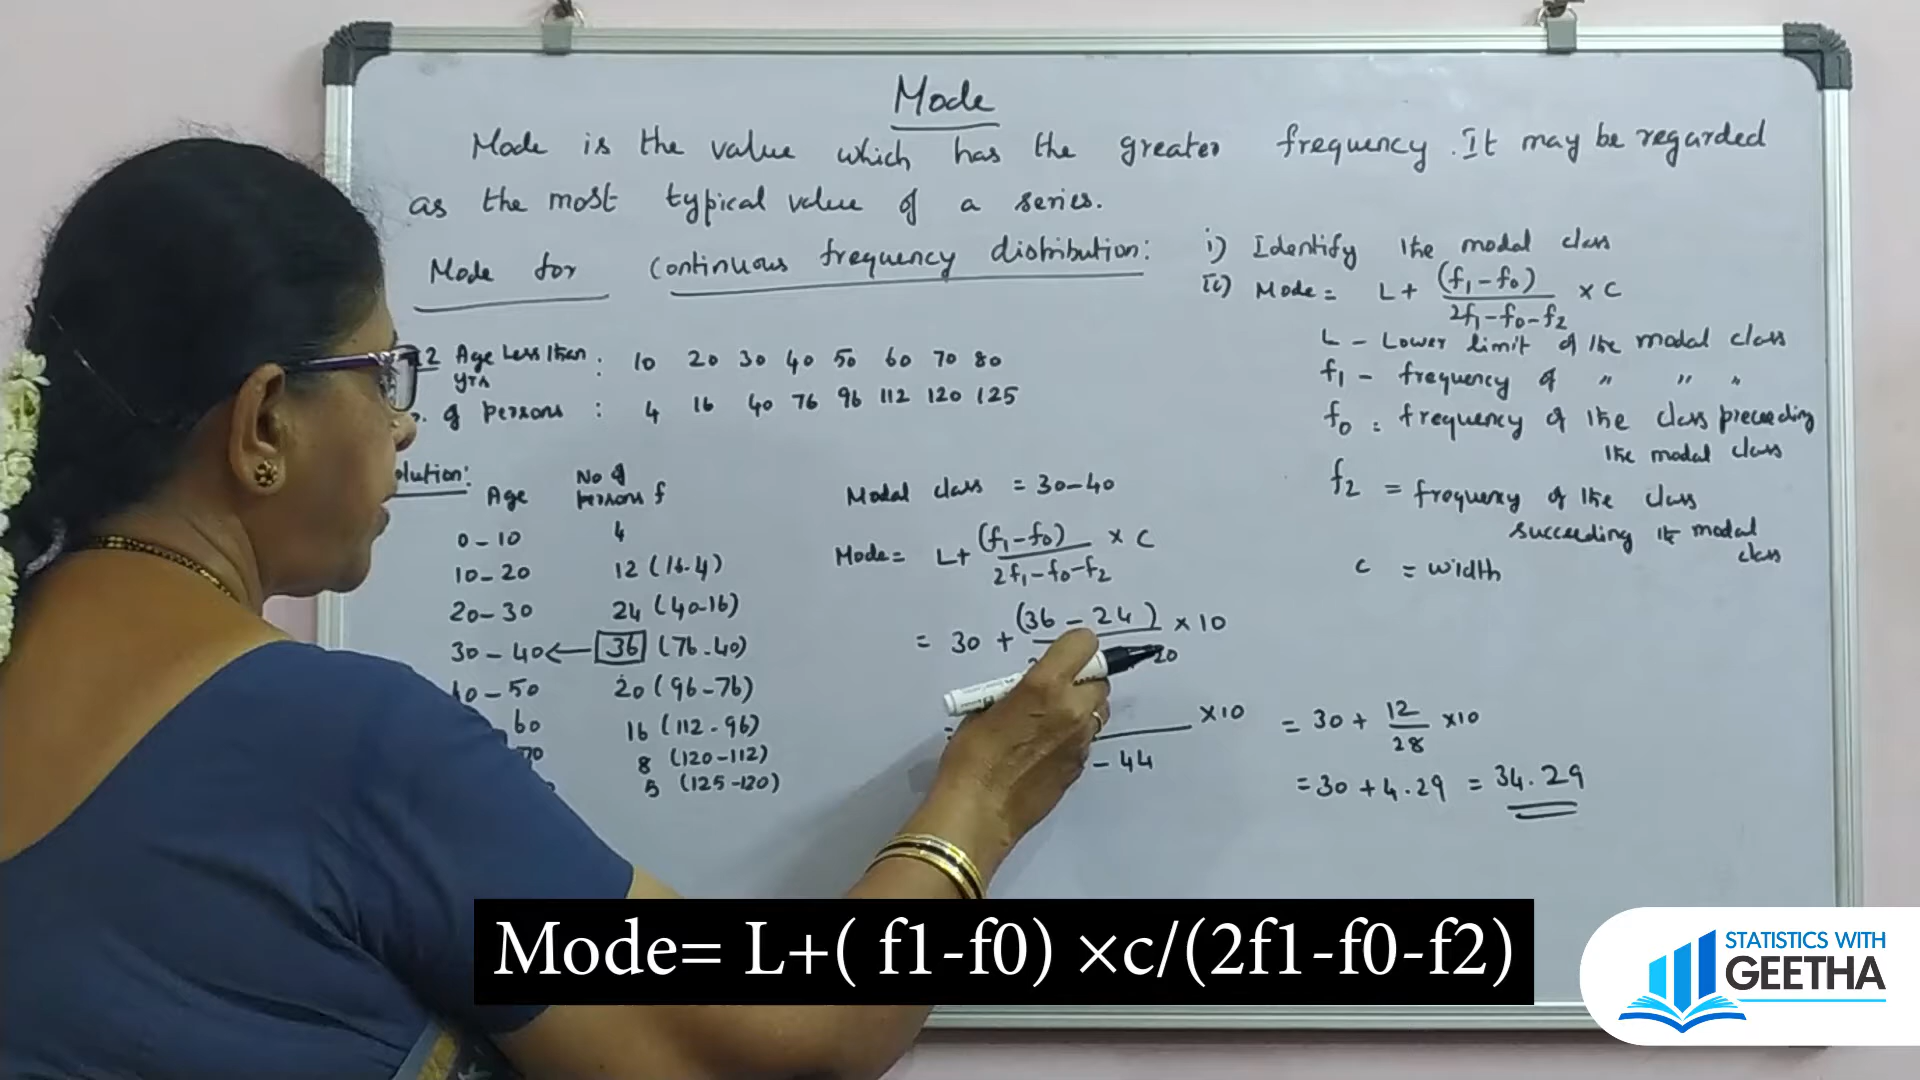 Mode
Mode is the value which has the greater frequency. It may be regarded
as the most typical value of a series.
Mode for continuous frequency distribution:
i) Identify the modal class
ii) Mode = L + (f1 - f0) / 2f1 - f0 - f2 × C
L - Lower limit of the modal class
f1 - frequency of " " "
f0 = frequency of the class preceeding
the modal class
f2 = frequency of the class
succeeding the modal
class
c = width
2 Age Less than : 10 20 30 40 50 60 70 80
yrs
of persons : 4 16 40 76 96 112 120 125
lution:
Age No of persons f
0-10 4
10-20 12 (16-4)
20-30 24 (40-16)
30-40 ← 36 (76-40)
-50 20 (96-76)
60 16 (112-96)
70 8 (120-112)
5 (125-120)
Modal class = 30-40
Mode = L + (f1 - f0) / 2f1 - f0 - f2 × C
= 30 + (36 - 24) / 20 × 10
- 44 ×10
= 30 + 12/28 ×10
= 30 + 4.29 = 34.29
Mode= L+( f1-f0) ×c/(2f1-f0-f2)
STATISTICS WITH
GEETHA